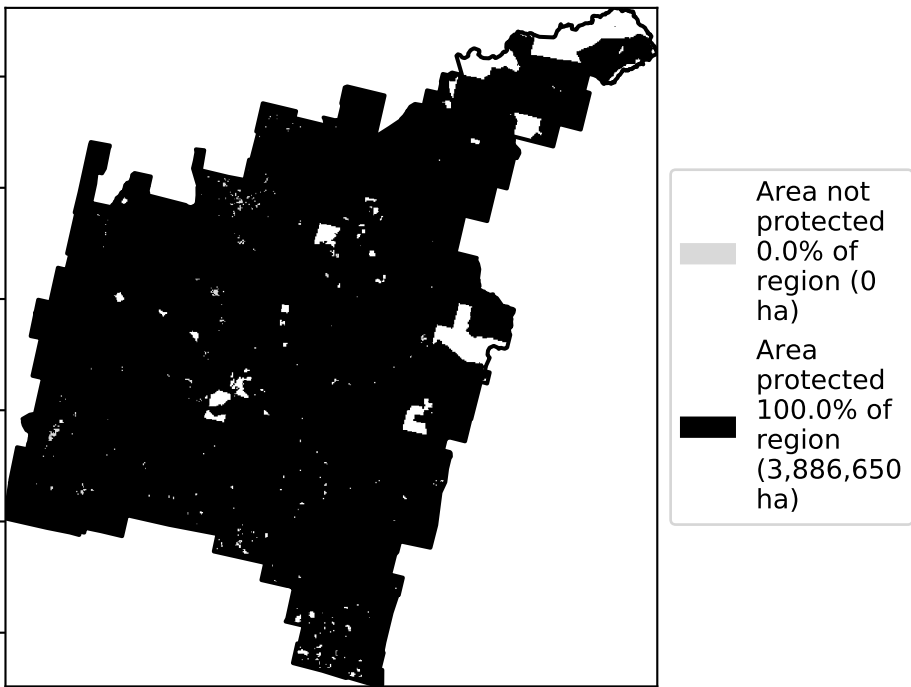 Area not
protected
0.0% of
region (0
ha)
Area
protected
100.0% of
region
(3,886,650
ha)